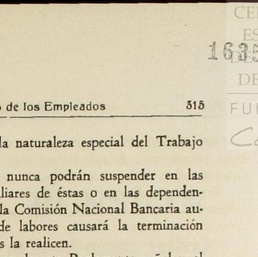 CE
ES
1635
DE
FU
o de los Empleados 315
la naturaleza especial del Trabajo
nunca podrán suspender en las
liares de éstas o en las dependen-
la Comisión Nacional Bancaria au-
de labores causará la terminación
s la realicen.